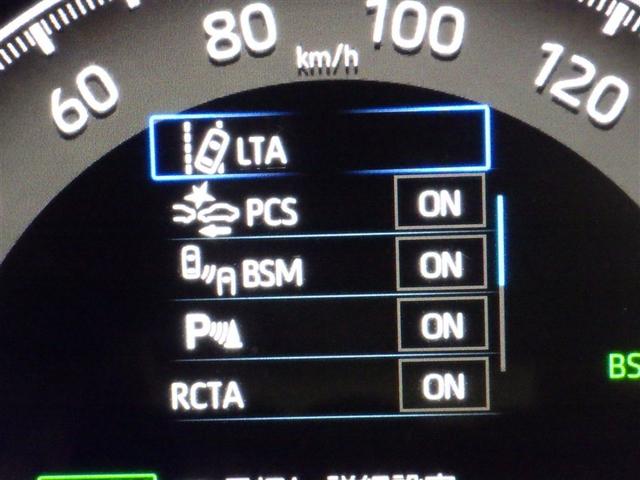 80
100
km/h
60
120
LTA
PCS ON
BSM ON
P ON
RCTA ON
BS